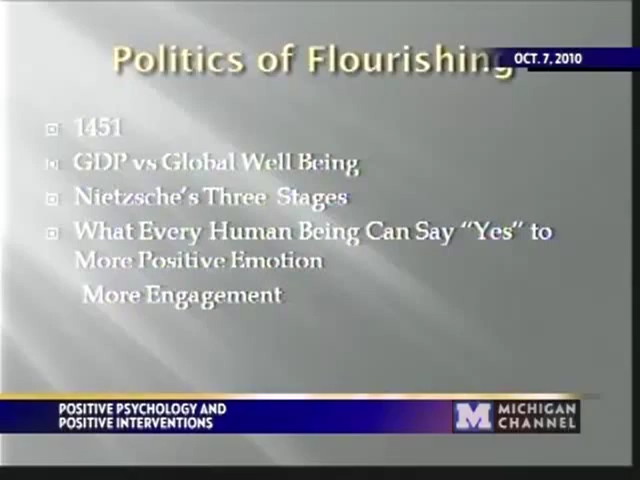 Politics of Flourishing
OCT. 7, 2010
1451
GDP vs Global Well Being
Nietzsche's Three Stages
What Every Human Being Can Say “Yes” to
More Positive Emotion
More Engagement
POSITIVE PSYCHOLOGY AND
POSITIVE INTERVENTIONS
M
MICHIGAN
CHANNEL